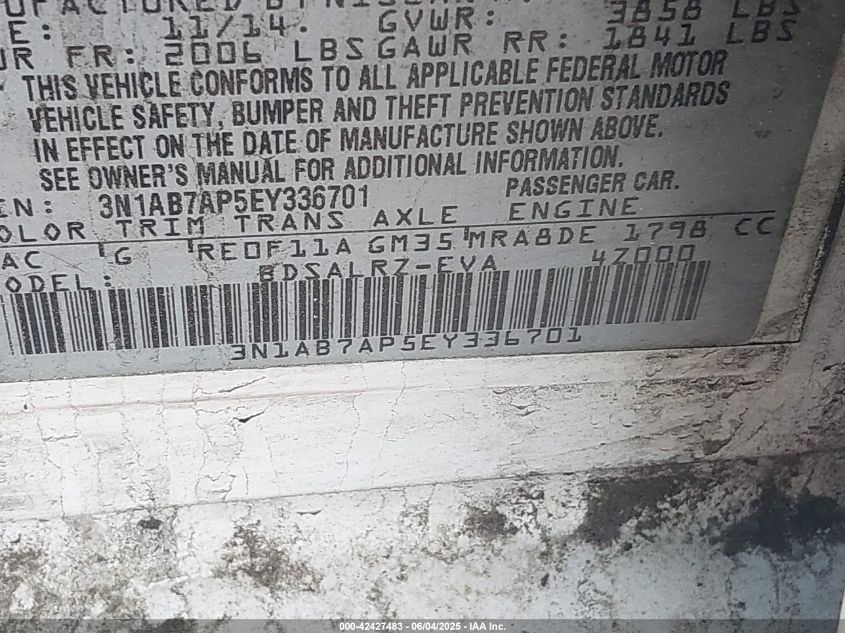 11/14. GVWR: 3858 LBS
FR: 2006 LBS GAWR RR: 1841 LBS
THIS VEHICLE CONFORMS TO ALL APPLICABLE FEDERAL MOTOR
VEHICLE SAFETY, BUMPER AND THEFT PREVENTION STANDARDS
IN EFFECT ON THE DATE OF MANUFACTURE SHOWN ABOVE.
SEE OWNER'S MANUAL FOR ADDITIONAL INFORMATION.
3N1AB7AP5EY336701 PASSENGER CAR.
OLOR TRIM TRANS AXLE ENGINE
AC G RE0F11A GM35 MRA8DE 1798 CC
ODEL: BDSALRZ-EVA 47000
3N1AB7AP5EY336701
000-42427483 - 06/04/2025 - IAA Inc.